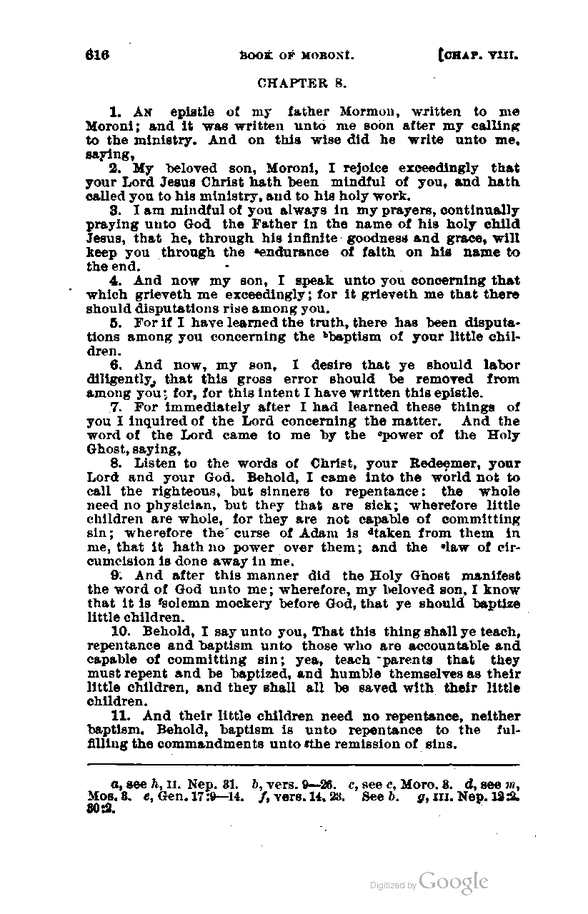 616 BOOK OF MORONI. [CHAP. VIII.
CHAPTER 8.
1. AN epistle of my father Mormon, written to me
Moroni; and it was written unto me soon after my calling
to the ministry. And on this wise did he write unto me,
saying,
2. My beloved son, Moroni, I rejoice exceedingly that
your Lord Jesus Christ hath been mindful of you, and hath
called you to his ministry, and to his holy work.
3. I am mindful of you always in my prayers, continually
praying unto God the Father in the name of his holy child
Jesus, that he, through his infinite goodness and grace, will
keep you through the ᵃendurance of faith on his name to
the end.
4. And now my son, I speak unto you concerning that
which grieveth me exceedingly; for it grieveth me that there
should disputations rise among you.
5. For if I have learned the truth, there has been disputa-
tions among you concerning the ᵇbaptism of your little chil-
dren.
6. And now, my son, I desire that ye should labor
diligently, that this gross error should be removed from
among you; for, for this intent I have written this epistle.
7. For immediately after I had learned these things of
you I inquired of the Lord concerning the matter. And the
word of the Lord came to me by the ᶜpower of the Holy
Ghost, saying,
8. Listen to the words of Christ, your Redeemer, your
Lord and your God. Behold, I came into the world not to
call the righteous, but sinners to repentance: the whole
need no physician, but they that are sick; wherefore little
children are whole, for they are not capable of committing
sin; wherefore the curse of Adam is ᵈtaken from them in
me, that it hath no power over them; and the ᵉlaw of cir-
cumcision is done away in me.
9. And after this manner did the Holy Ghost manifest
the word of God unto me; wherefore, my beloved son, I know
that it is ᶠsolemn mockery before God, that ye should baptize
little children.
10. Behold, I say unto you, That this thing shall ye teach,
repentance and baptism unto those who are accountable and
capable of committing sin; yea, teach parents that they
must repent and be baptized, and humble themselves as their
little children, and they shall all be saved with their little
children.
11. And their little children need no repentance, neither
baptism. Behold, baptism is unto repentance to the ful-
filling the commandments unto ᵍthe remission of sins.
a, see h, II. Nep. 31. b, vers. 9—26. c, see c, Moro. 3. d, see m,
Mos. 3. e, Gen. 17:9—14. f, vers. 14, 23. See b. g, III. Nep. 12:2.
30:2.
Digitized by Google